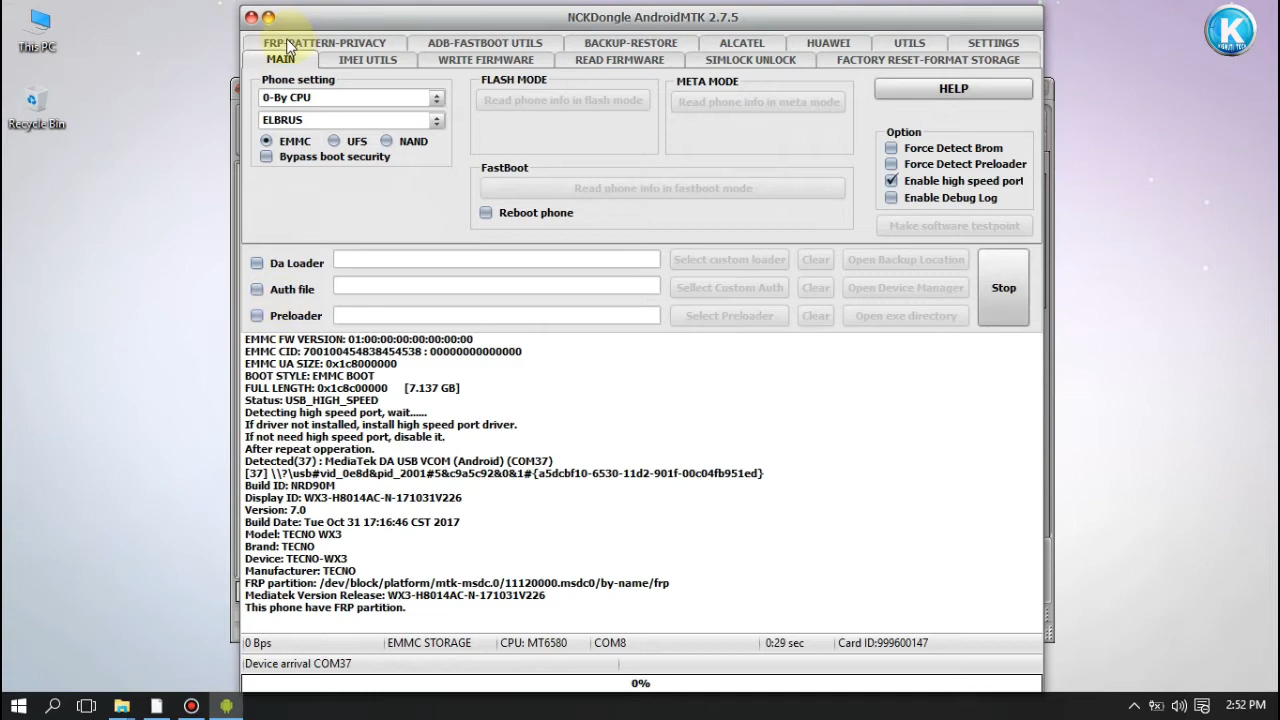 NCKDongle AndroidMTK 2.7.5
This PC
Recycle Bin
FRP-PATTERN-PRIVACY
ADB-FASTBOOT UTILS
BACKUP-RESTORE
ALCATEL
HUAWEI
UTILS
SETTINGS
MAIN
IMEI UTILS
WRITE FIRMWARE
READ FIRMWARE
SIMLOCK UNLOCK
FACTORY RESET-FORMAT STORAGE
Phone setting
0-By CPU
ELBRUS
EMMC
UFS
NAND
Bypass boot security
FLASH MODE
Read phone info in flash mode
META MODE
Read phone info in meta mode
FastBoot
Read phone info in fastboot mode
Reboot phone
HELP
Option
Force Detect Brom
Force Detect Preloader
Enable high speed port
Enable Debug Log
Make software testpoint
Da Loader
Select custom loader
Clear
Open Backup Location
Auth file
Sellect Custom Auth
Clear
Open Device Manager
Preloader
Select Preloader
Clear
Open exe directory
Stop
EMMC FW VERSION: 01:00:00:00:00:00:00:00
EMMC CID: 700100454838454538 : 00000000000000
EMMC UA SIZE: 0x1c8000000
BOOT STYLE: EMMC BOOT
FULL LENGTH: 0x1c8c00000 [7.137 GB]
Status: USB_HIGH_SPEED
Detecting high speed port, wait......
If driver not installed, install high speed port driver.
If not need high speed port, disable it.
After repeat opperation.
Detected(37) : MediaTek DA USB VCOM (Android) (COM37)
[37] \\?\usb#vid_0e8d&pid_2001#5&c9a5c92&0&1#{a5dcbf10-6530-11d2-901f-00c04fb951ed}
Build ID: NRD90M
Display ID: WX3-H8014AC-N-171031V226
Version: 7.0
Build Date: Tue Oct 31 17:16:46 CST 2017
Model: TECNO WX3
Brand: TECNO
Device: TECNO-WX3
Manufacturer: TECNO
FRP partition: /dev/block/platform/mtk-msdc.0/11120000.msdc0/by-name/frp
Mediatek Version Release: WX3-H8014AC-N-171031V226
This phone have FRP partition.
0 Bps
EMMC STORAGE
CPU: MT6580
COM8
0:29 sec
Card ID:999600147
Device arrival COM37
0%
2:52 PM